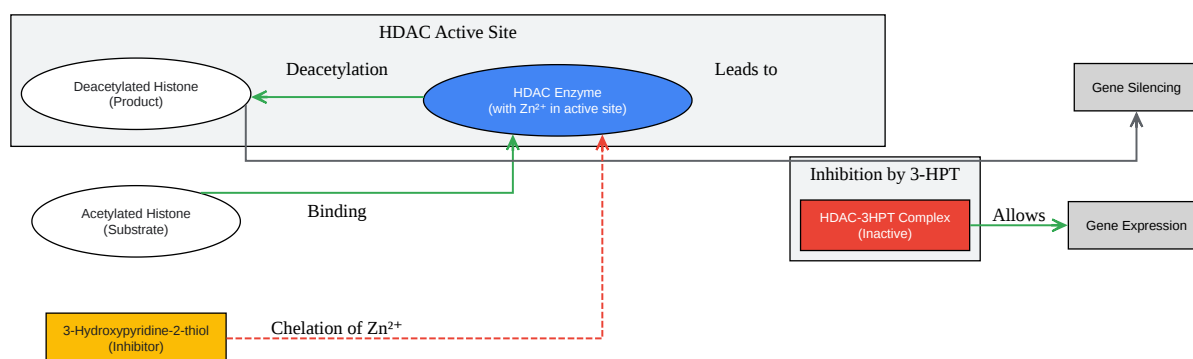 HDAC Active Site
Deacetylation
Leads to
Deacetylated Histone
(Product)
HDAC Enzyme
(with Zn²⁺ in active site)
Gene Silencing
Inhibition by 3-HPT
Acetylated Histone
(Substrate)
Binding
HDAC-3HPT Complex
(Inactive)
Allows
Gene Expression
3-Hydroxypyridine-2-thiol
(Inhibitor)
Chelation of Zn²⁺